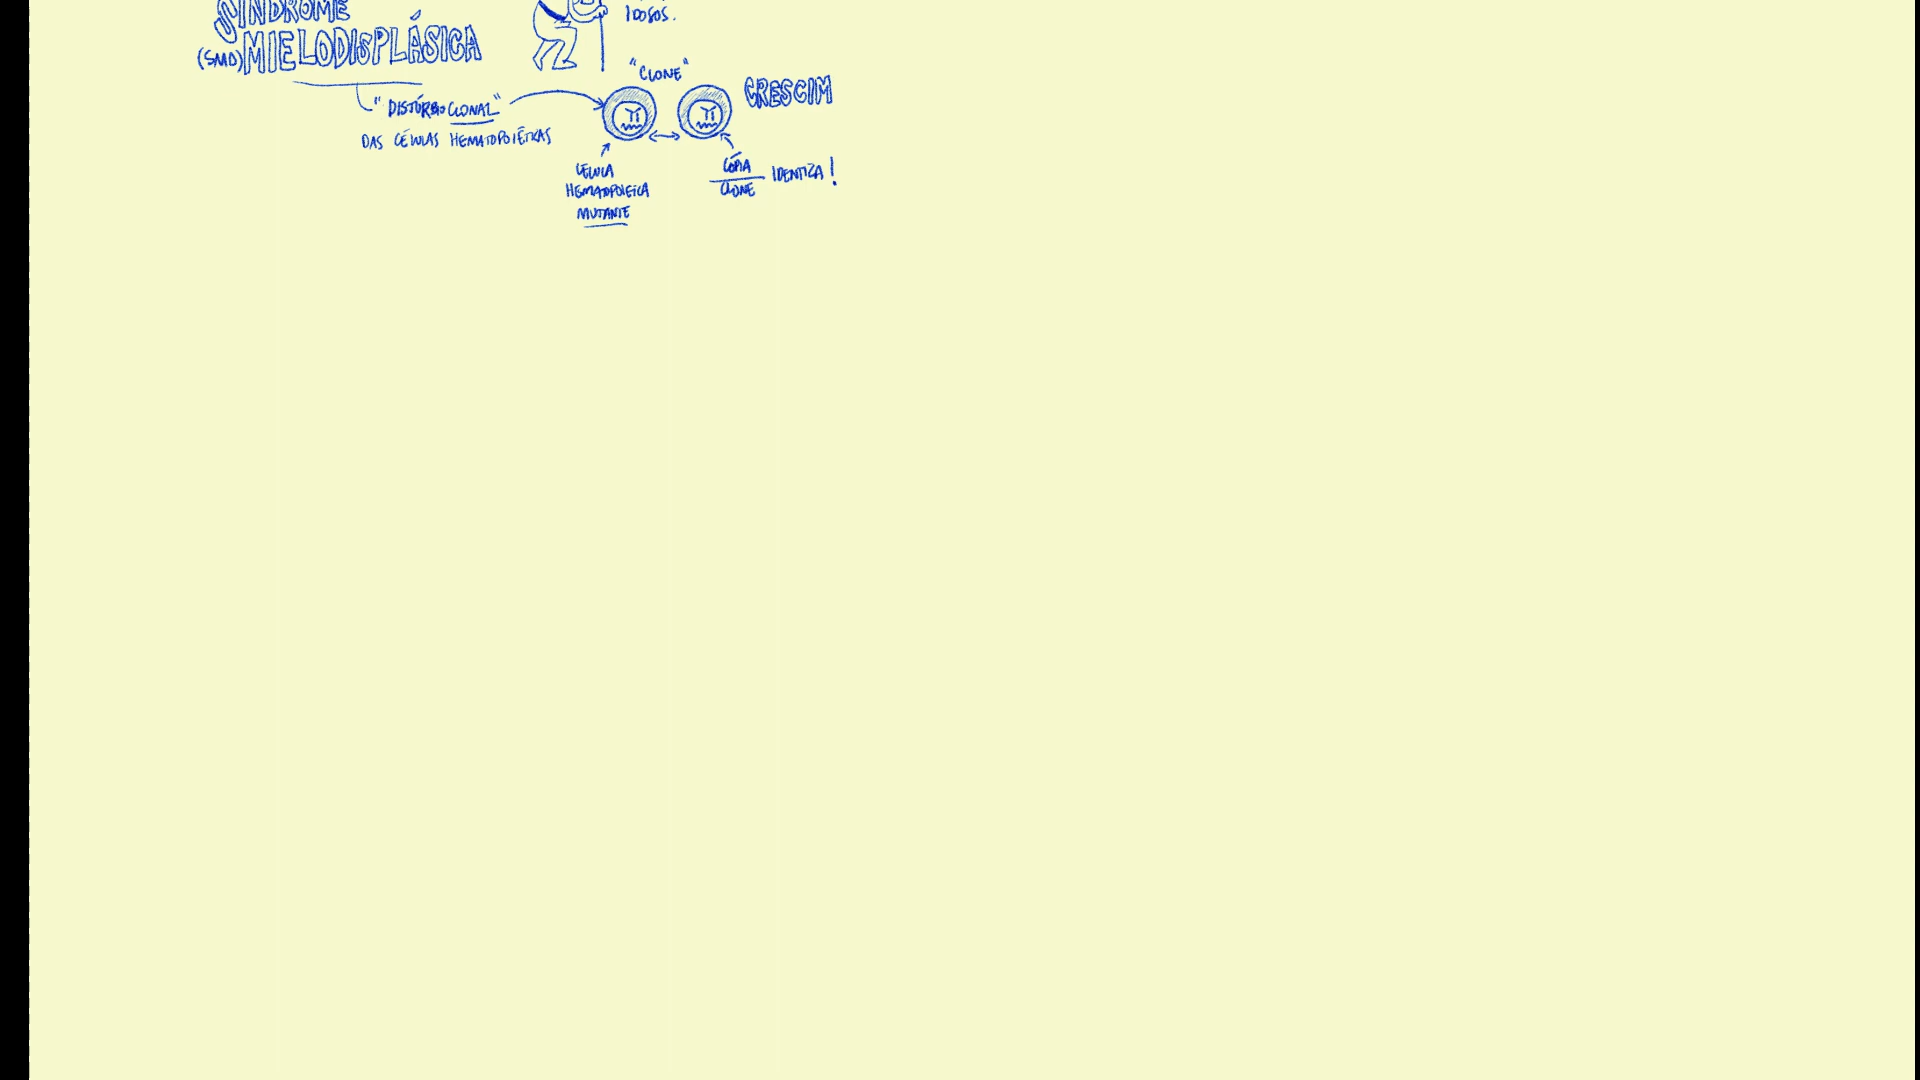 SÍNDROME
(SMD) MIELODISPLÁSICA
IDOSOS.
"CLONE"
"DISTÚRBIO CLONAL"
DAS CÉLULAS HEMATOPOIÉTICAS
CRESCIM
CÉLULA
HEMATOPOIÉTICA
MUTANTE
CÓPIA
CLONE
IDENTICA!